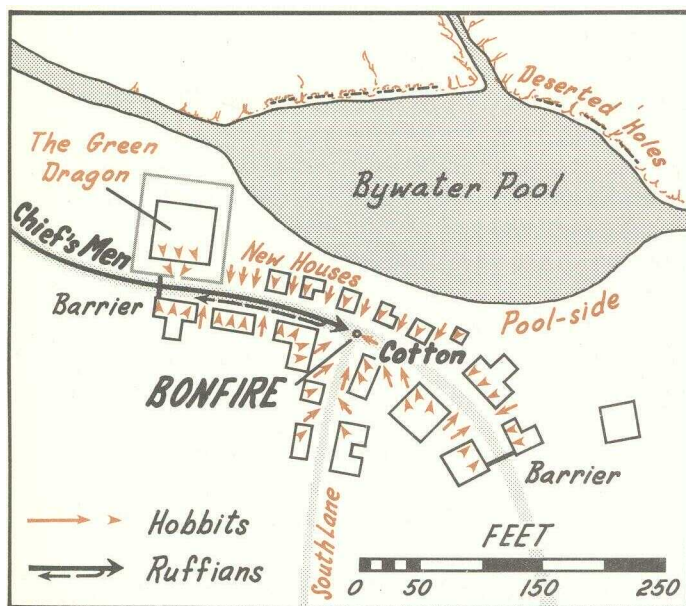 Deserted Holes
The Green
Dragon
Bywater Pool
Chief's Men
New Houses
Barrier
Pool-side
Cotton
BONFIRE
Barrier
Hobbits
Ruffians
South Lane
FEET
0 50 150 250